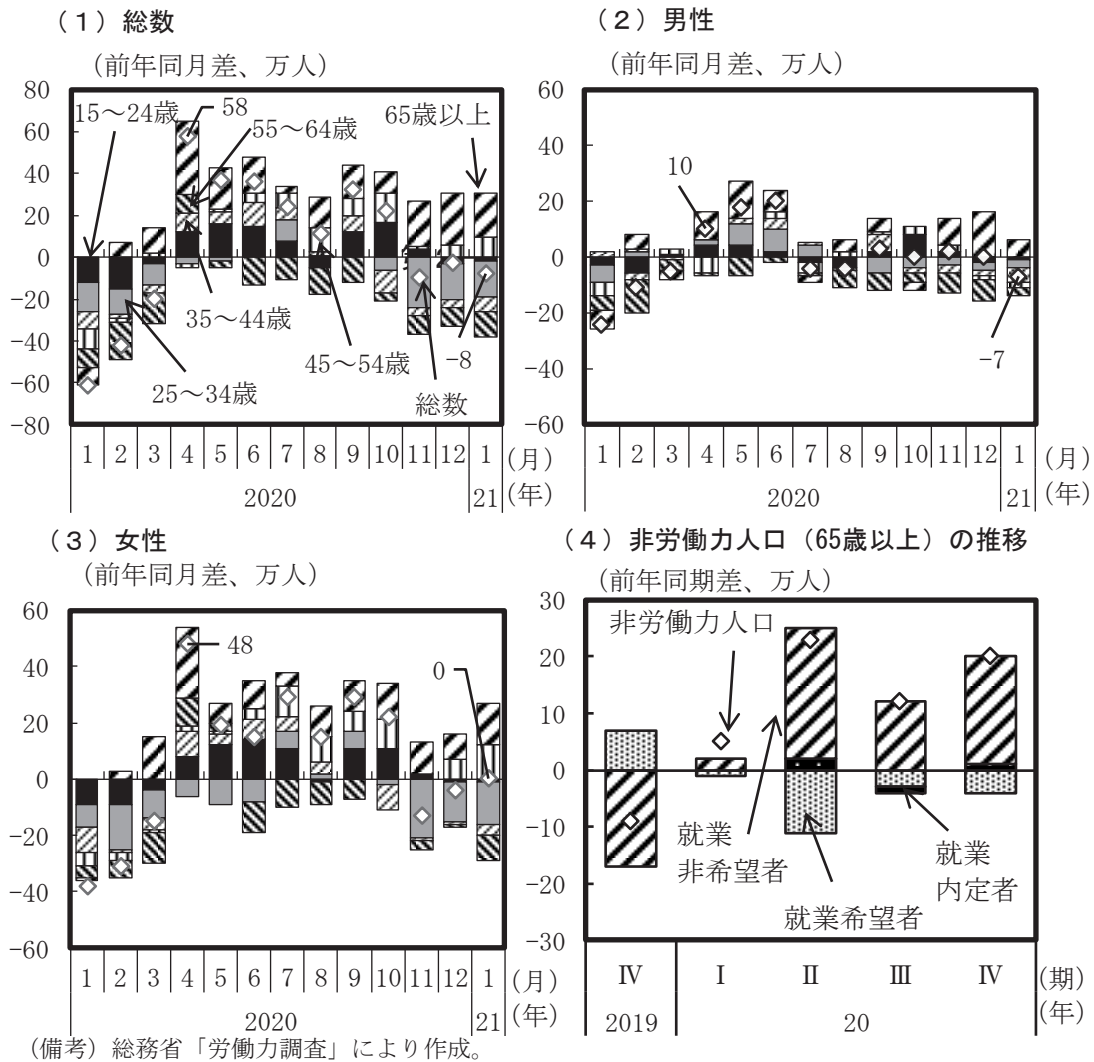 （１）総数
（前年同月差、万人）
80
60
40
20
0
−20
−40
−60
−80
15～24歳
58
55～64歳
65歳以上
35～44歳
25～34歳
45～54歳
−8
総数
1 2 3 4 5 6 7 8 9 10 11 12 1 (月)
2020 21 (年)
（２）男性
（前年同月差、万人）
60
40
20
0
−20
−40
−60
10
−7
1 2 3 4 5 6 7 8 9 10 11 12 1 (月)
2020 21 (年)
（３）女性
（前年同月差、万人）
60
40
20
0
−20
−40
−60
48
0
1 2 3 4 5 6 7 8 9 10 11 12 1 (月)
2020 21 (年)
（４）非労働力人口（65歳以上）の推移
（前年同期差、万人）
30
20
10
0
−10
−20
−30
非労働力人口
就業
非希望者
就業希望者
就業
内定者
Ⅳ Ⅰ Ⅱ Ⅲ Ⅳ (期)
2019 20 (年)
（備考）総務省「労働力調査」により作成。